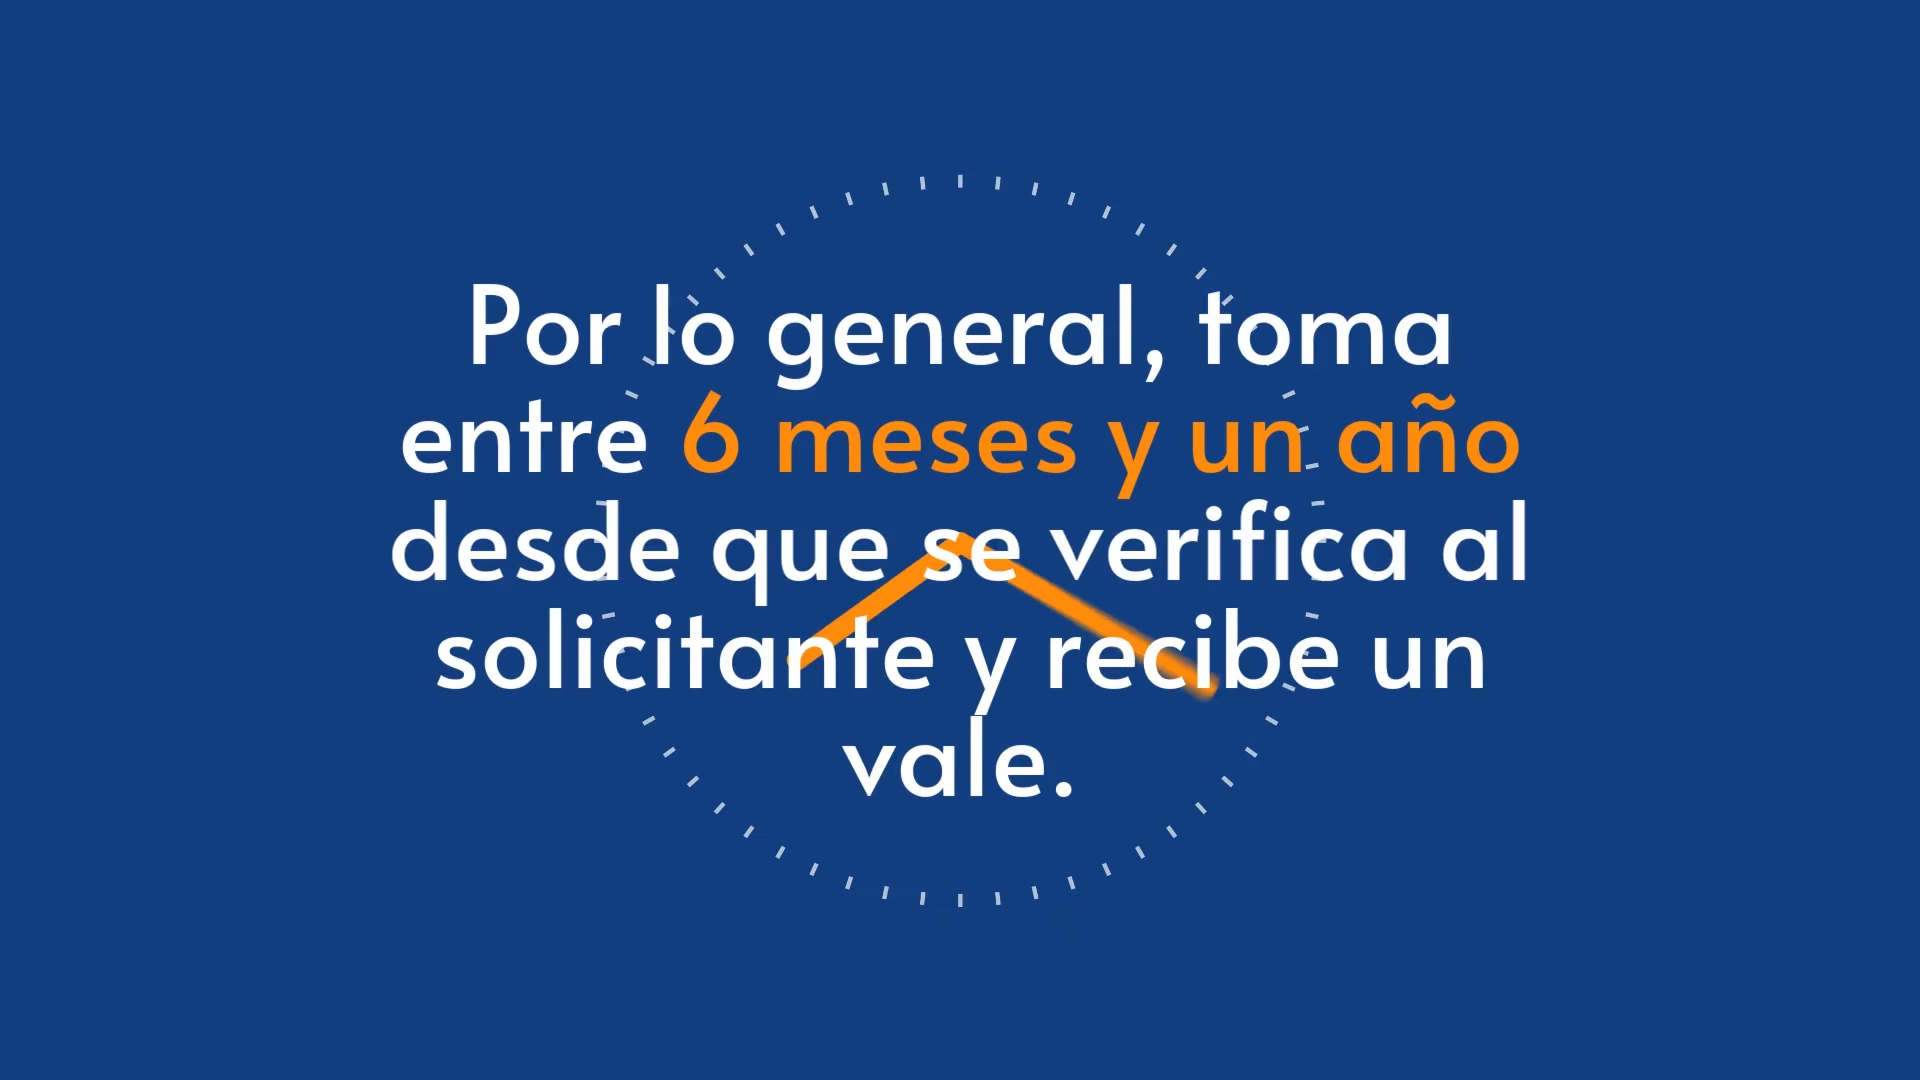 Por lo general, toma
entre 6 meses y un año
desde que se verifica al
solicitante y recibe un
vale.